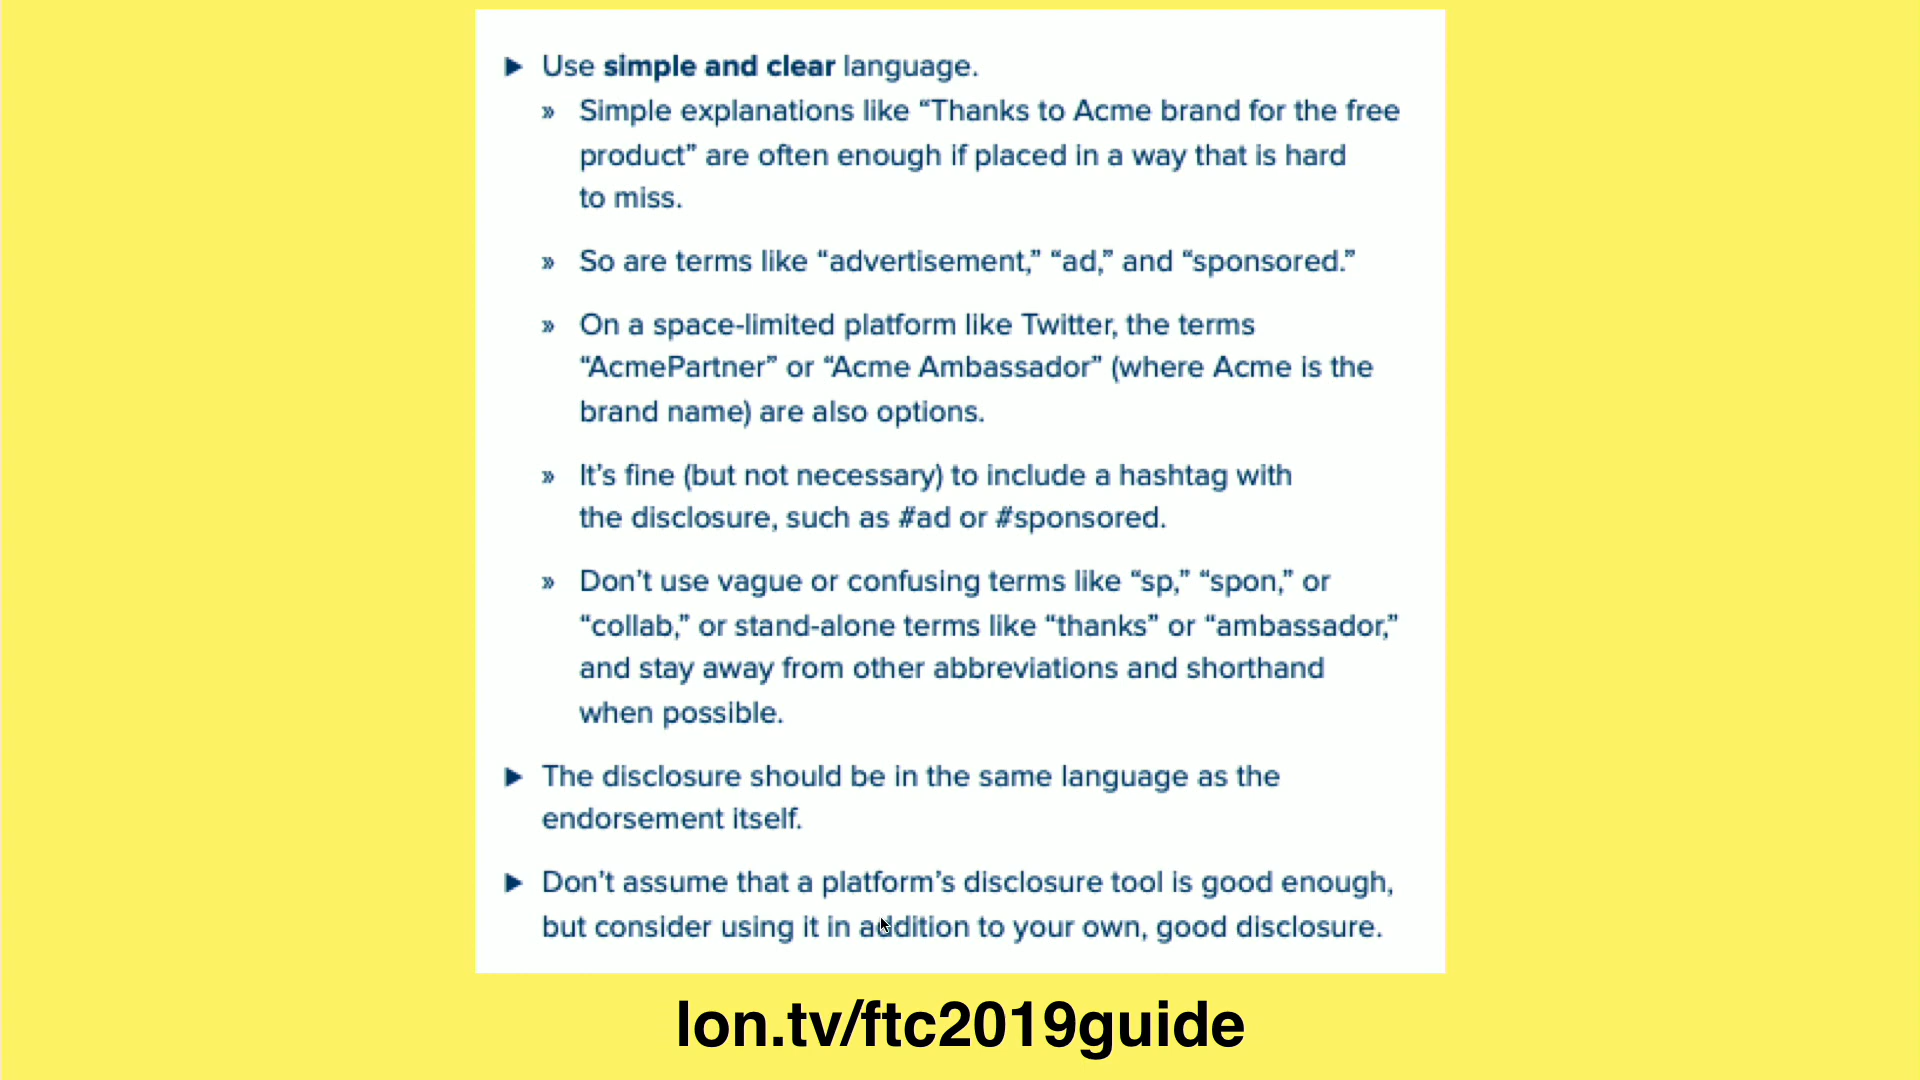 ► Use simple and clear language.
» Simple explanations like “Thanks to Acme brand for the free
product” are often enough if placed in a way that is hard
to miss.
» So are terms like “advertisement,” “ad,” and “sponsored.”
» On a space-limited platform like Twitter, the terms
“AcmePartner” or “Acme Ambassador” (where Acme is the
brand name) are also options.
» It’s fine (but not necessary) to include a hashtag with
the disclosure, such as #ad or #sponsored.
» Don’t use vague or confusing terms like “sp,” “spon,” or
“collab,” or stand-alone terms like “thanks” or “ambassador,”
and stay away from other abbreviations and shorthand
when possible.
► The disclosure should be in the same language as the
endorsement itself.
► Don’t assume that a platform’s disclosure tool is good enough,
but consider using it in addition to your own, good disclosure.
lon.tv/ftc2019guide